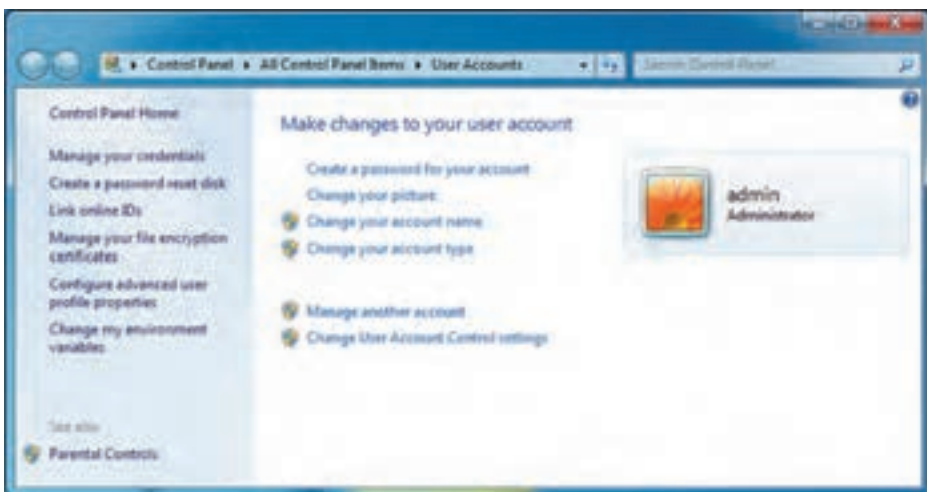 Control Panel
All Control Panel Items
User Accounts
Search Control Panel
Control Panel Home
Manage your credentials
Create a password reset disk
Link online IDs
Manage your file encryption
certificates
Configure advanced user
profile properties
Change my environment
variables
See also
Parental Controls
Make changes to your user account
Create a password for your account
Change your picture
Change your account name
Change your account type
Manage another account
Change User Account Control settings
admin
Administrator